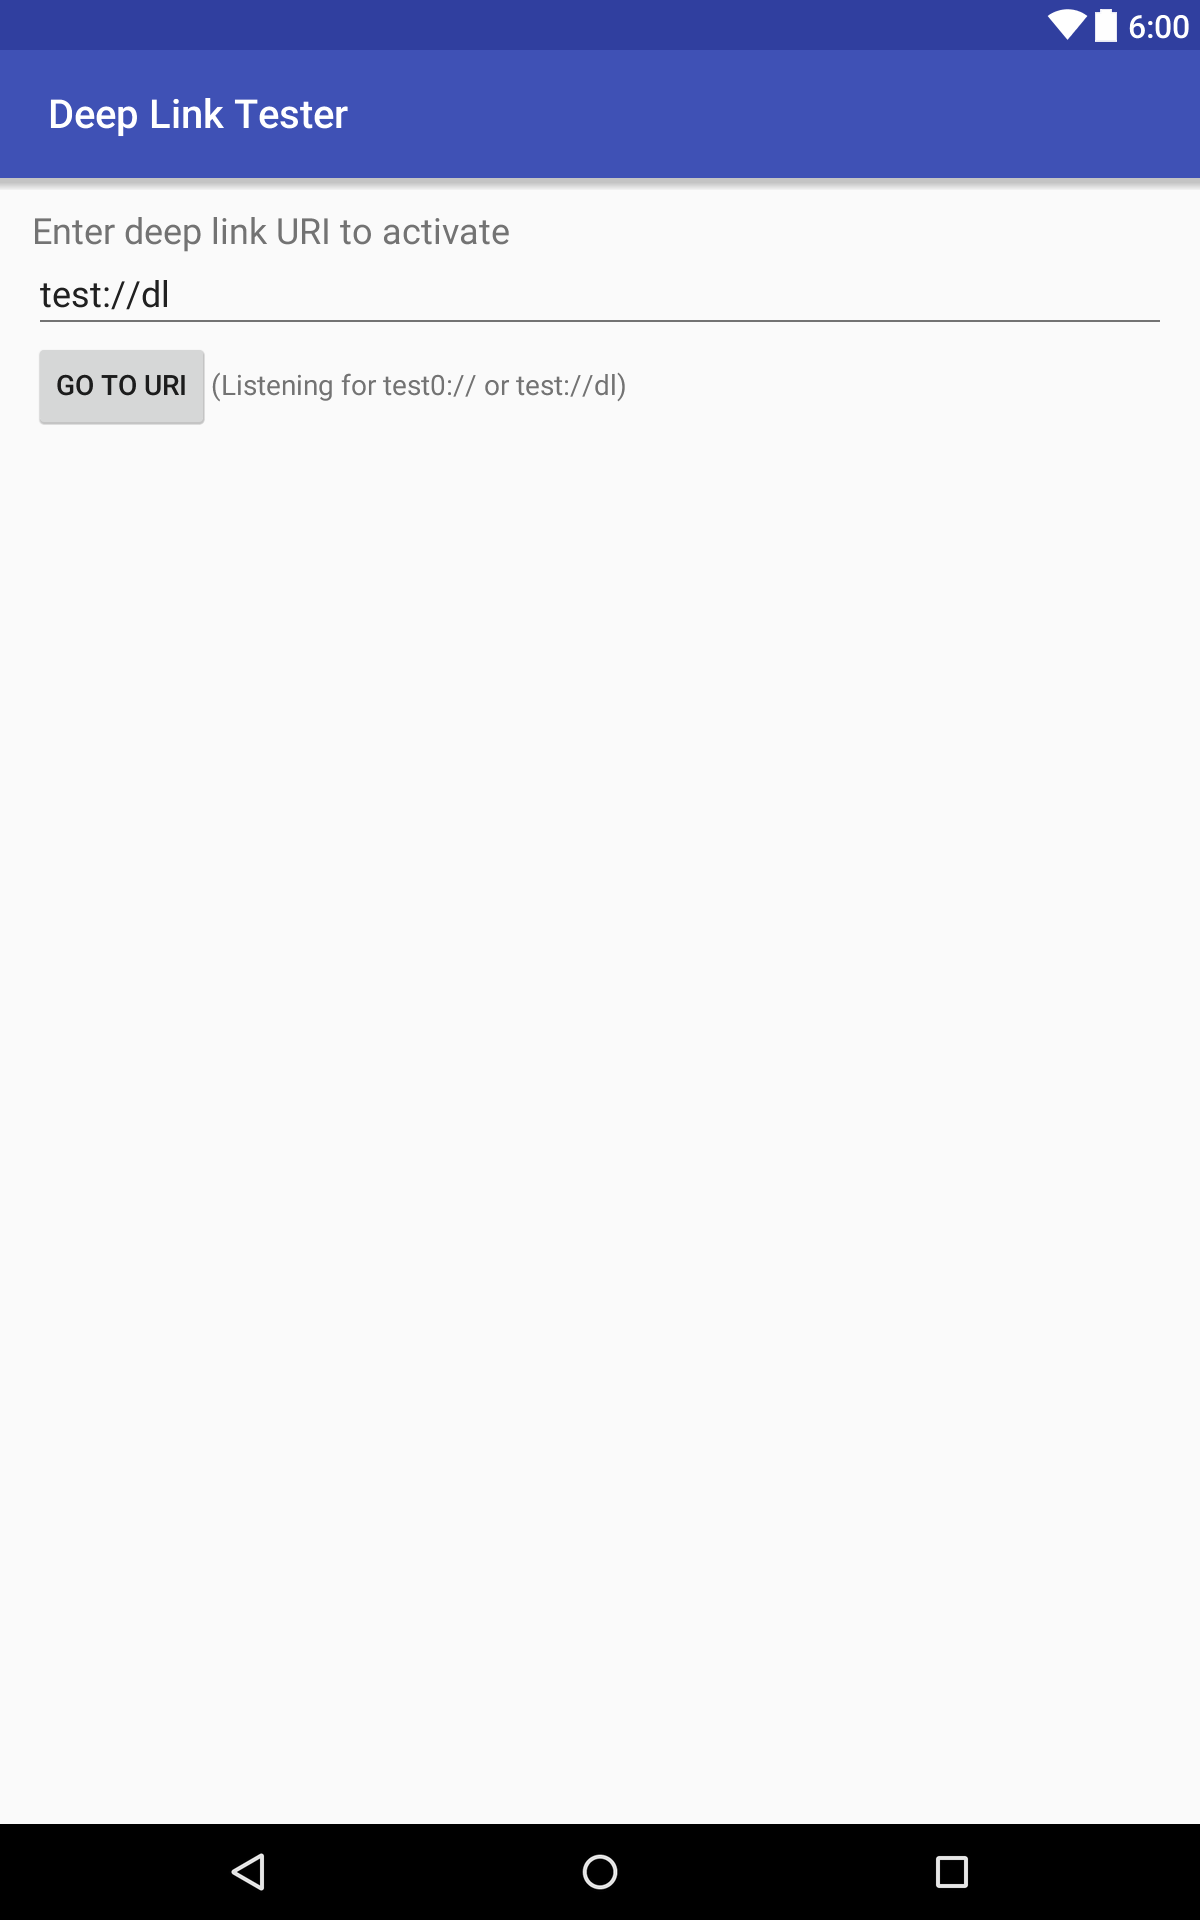 6:00
Deep Link Tester
Enter deep link URI to activate
test://dl
GO TO URI (Listening for test0:// or test://dl)